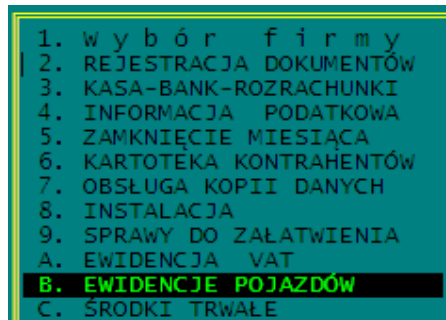 1. W y b ó r f i r m y
2. REJESTRACJA DOKUMENTÓW
3. KASA-BANK-ROZRACHUNKI
4. INFORMACJA PODATKOWA
5. ZAMKNIĘCIE MIESIĄCA
6. KARTOTEKA KONTRAHENTÓW
7. OBSŁUGA KOPII DANYCH
8. INSTALACJA
9. SPRAWY DO ZAŁATWIENIA
A. EWIDENCJA VAT
B. EWIDENCJE POJAZDÓW
C. ŚRODKI TRWAŁE